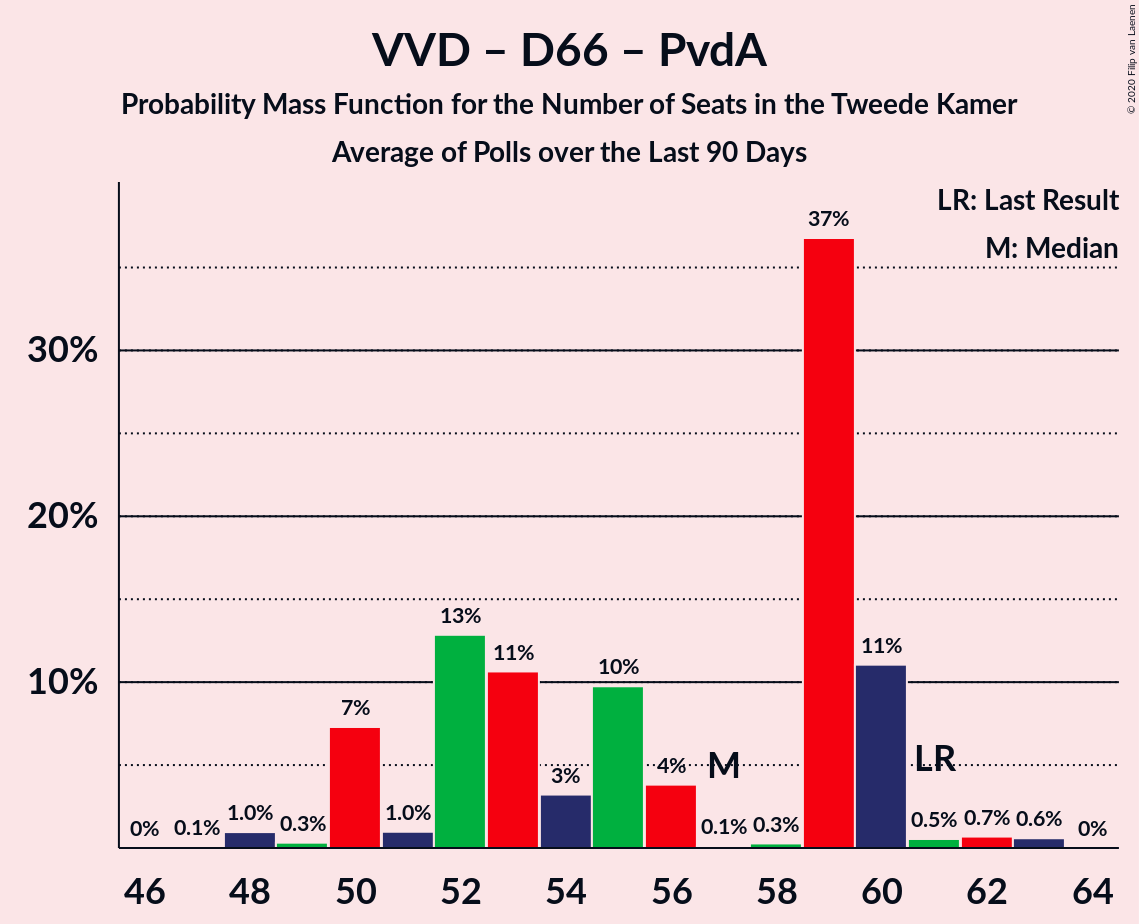 VVD – D66 – PvdA
Probability Mass Function for the Number of Seats in the Tweede Kamer
Average of Polls over the Last 90 Days
© 2020 Filip van Laenen
LR: Last Result
M: Median
30%
20%
10%
0%
0.1%
1.0%
0.3%
7%
1.0%
13%
11%
3%
10%
4%
0.1%
M
0.3%
37%
11%
0.5%
LR
0.7%
0.6%
0%
46 48 50 52 54 56 58 60 62 64